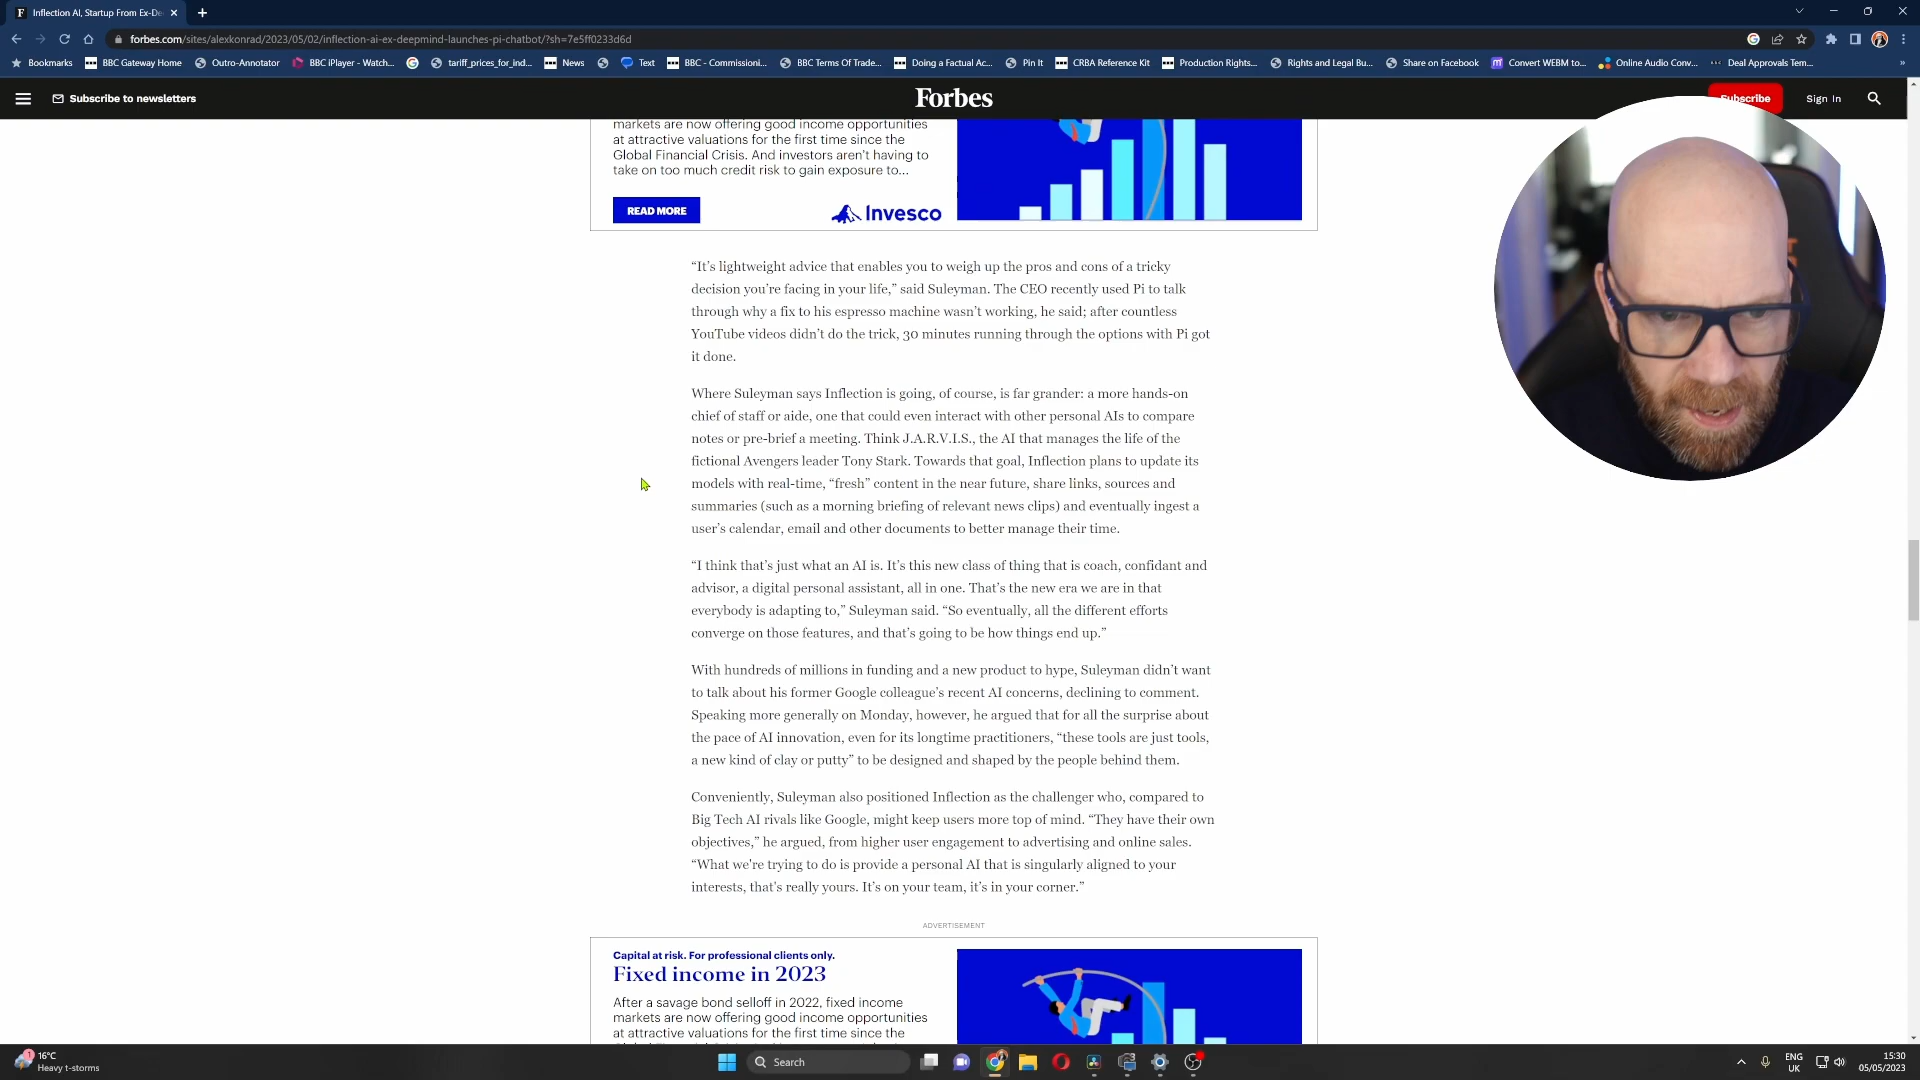 Inflection AI, Startup From Ex-De
forbes.com/sites/alexkonrad/2023/05/02/inflection-ai-ex-deepmind-launches-pi-chatbot/?sh=7e5ff0233d6d
Bookmarks BBC Gateway Home Outro-Annotator BBC iPlayer - Watch... tariff_prices_for_ind... News Text BBC - Commissioni... BBC Terms Of Trade... Doing a Factual Ac... Pin It CRBA Reference Kit Production Rights... Rights and Legal Bu... Share on Facebook Convert WEBM to... Online Audio Conv... Deal Approvals Tem...
Subscribe to newsletters Forbes Subscribe Sign In
markets are now offering good income opportunities
at attractive valuations for the first time since the
Global Financial Crisis. And investors aren't having to
take on too much credit risk to gain exposure to...
READ MORE Invesco
“It’s lightweight advice that enables you to weigh up the pros and cons of a tricky
decision you’re facing in your life,” said Suleyman. The CEO recently used Pi to talk
through why a fix to his espresso machine wasn’t working, he said; after countless
YouTube videos didn’t do the trick, 30 minutes running through the options with Pi got
it done.
Where Suleyman says Inflection is going, of course, is far grander: a more hands-on
chief of staff or aide, one that could even interact with other personal AIs to compare
notes or pre-brief a meeting. Think J.A.R.V.I.S., the AI that manages the life of the
fictional Avengers leader Tony Stark. Towards that goal, Inflection plans to update its
models with real-time, “fresh” content in the near future, share links, sources and
summaries (such as a morning briefing of relevant news clips) and eventually ingest a
user’s calendar, email and other documents to better manage their time.
“I think that’s just what an AI is. It’s this new class of thing that is coach, confidant and
advisor, a digital personal assistant, all in one. That’s the new era we are in that
everybody is adapting to,” Suleyman said. “So eventually, all the different efforts
converge on those features, and that’s going to be how things end up.”
With hundreds of millions in funding and a new product to hype, Suleyman didn’t want
to talk about his former Google colleague’s recent AI concerns, declining to comment.
Speaking more generally on Monday, however, he argued that for all the surprise about
the pace of AI innovation, even for its longtime practitioners, “these tools are just tools,
a new kind of clay or putty” to be designed and shaped by the people behind them.
Conveniently, Suleyman also positioned Inflection as the challenger who, compared to
Big Tech AI rivals like Google, might keep users more top of mind. “They have their own
objectives,” he argued, from higher user engagement to advertising and online sales.
“What we're trying to do is provide a personal AI that is singularly aligned to your
interests, that's really yours. It’s on your team, it’s in your corner.”
ADVERTISEMENT
Capital at risk. For professional clients only.
Fixed income in 2023
After a savage bond selloff in 2022, fixed income
markets are now offering good income opportunities
at attractive valuations for the first time since the
16°C
Heavy t-storms
Search
ENG
UK
15:30
05/05/2023